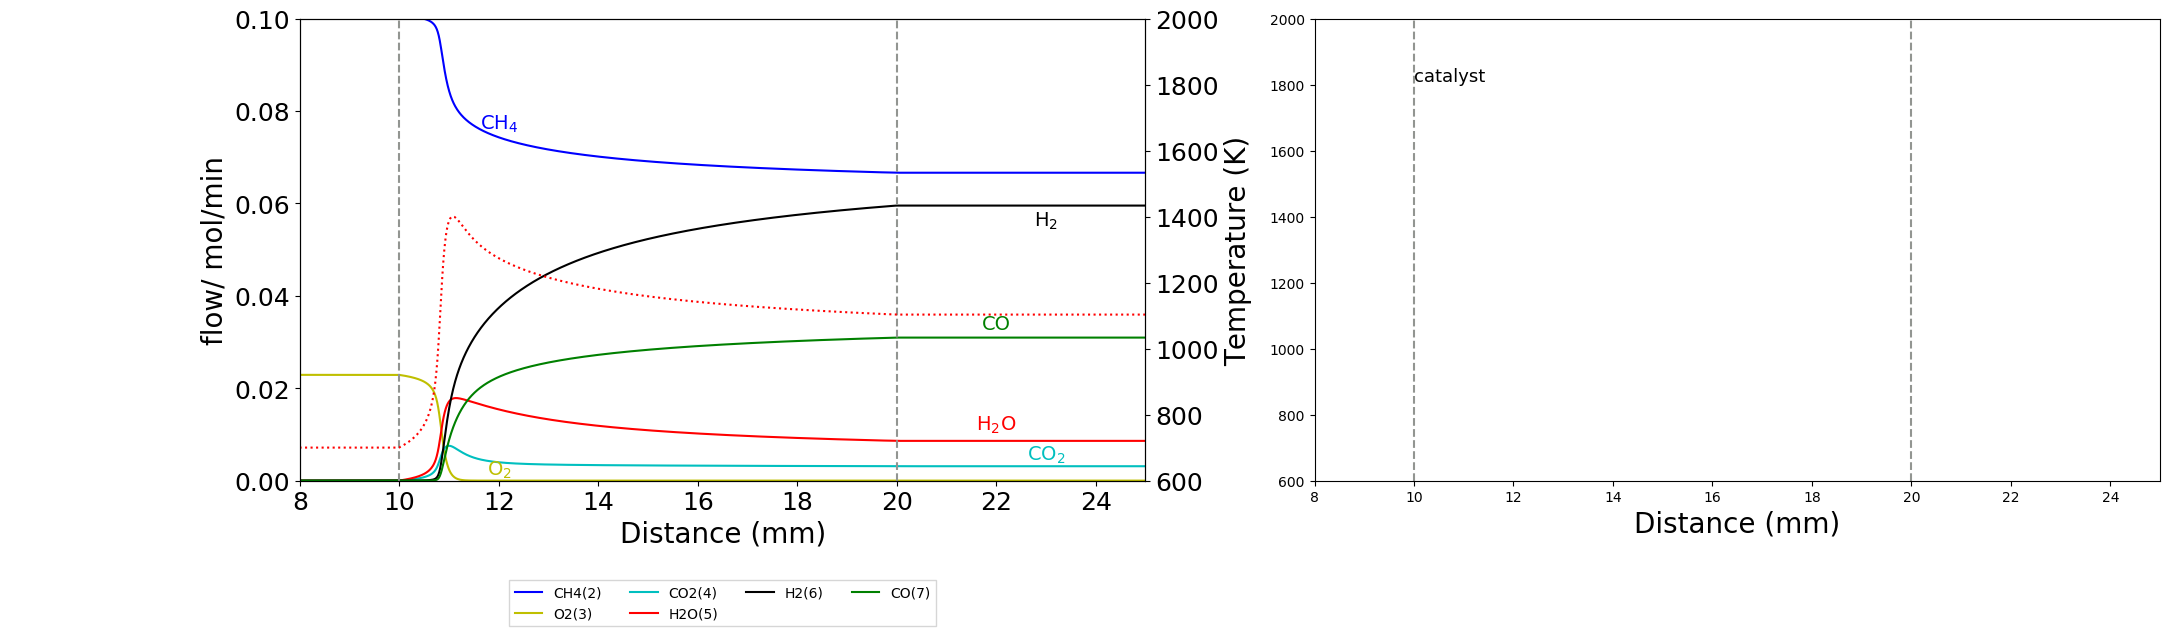 0.10
0.08
0.06
0.04
0.02
0.00
flow/ mol/min
8 10 12 14 16 18 20 22 24
Distance (mm)
2000
1800
1600
1400
1200
1000
800
600
Temperature (K)
CH₄
H₂
CO
H₂O
CO₂
O₂
CH4(2) CO2(4) H2(6) CO(7)
O2(3) H2O(5)
2000
1800
1600
1400
1200
1000
800
600
catalyst
8 10 12 14 16 18 20 22 24
Distance (mm)